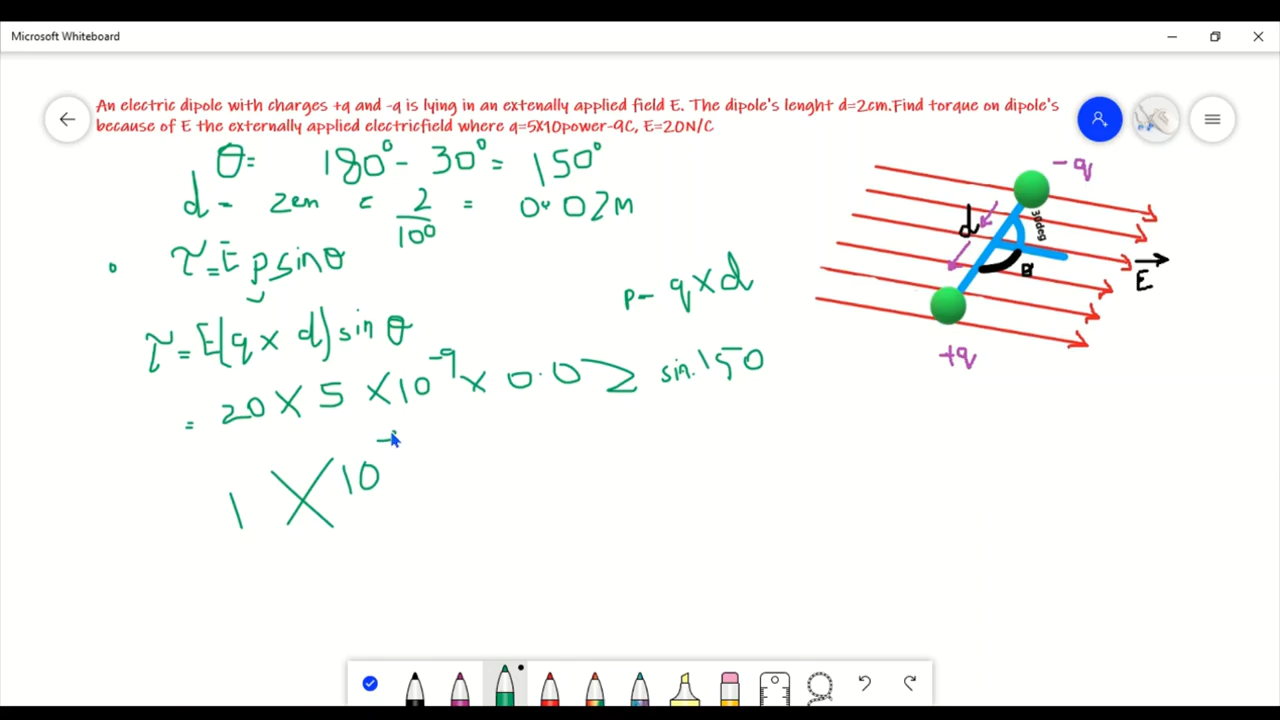 Microsoft Whiteboard
An electric dipole with charges +q and -q is lying in an extenally applied field E. The dipole's lenght d=2cm.Find torque on dipole's
because of E the externally applied electricfield where q=5X10power-9C, E=20N/C
θ= 180° - 30° = 150°
d = 2cm = 2/100 = 0.02M
τ = E p sinθ
p = q x d
τ = E(q x d) sin θ
= 20 X 5 X 10⁻⁹ x 0.02 sin.150
1 X 10⁻
-q
d
30deg
θ
E
+q